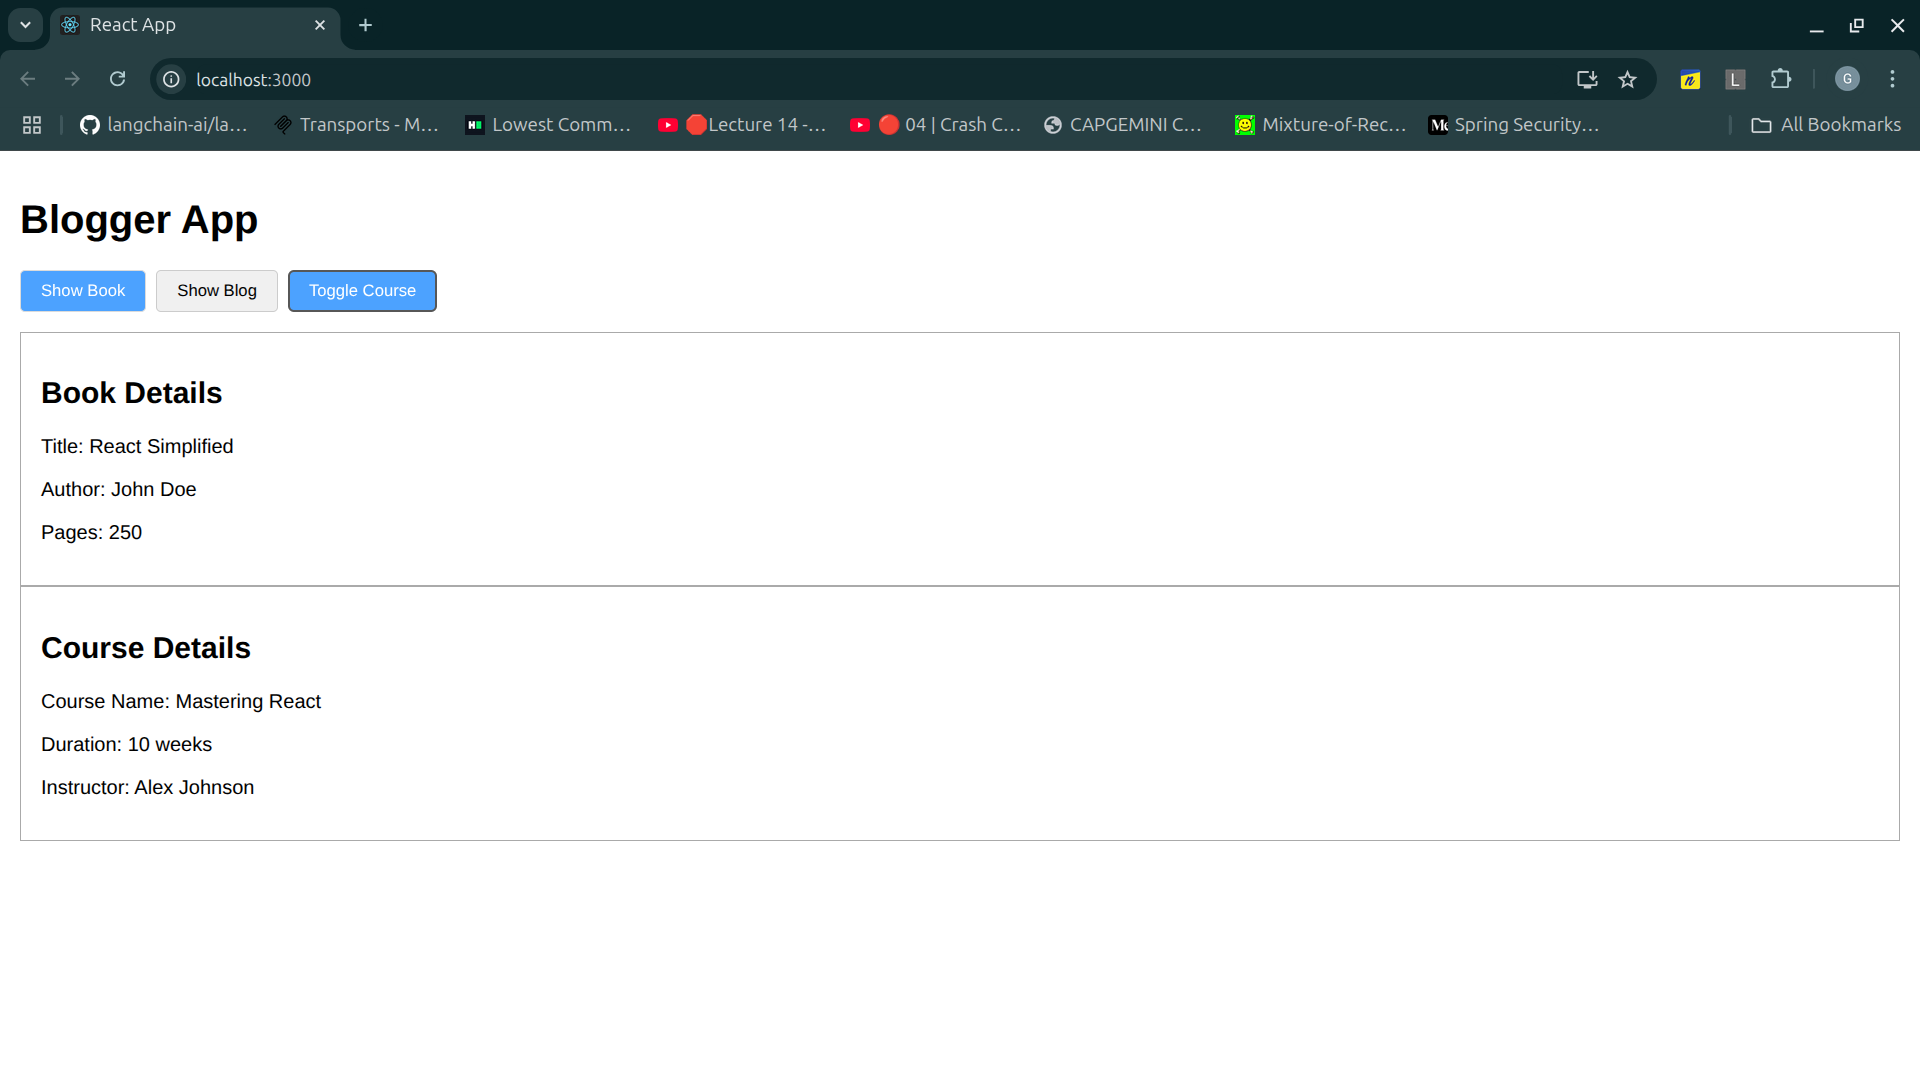 React App
localhost:3000
G
L
langchain-ai/la...
Transports - M...
Lowest Comm...
Lecture 14 -...
04 | Crash C...
CAPGEMINI C...
Mixture-of-Rec...
Spring Security...
All Bookmarks
Blogger App
Show Book
Show Blog
Toggle Course
Book Details
Title: React Simplified
Author: John Doe
Pages: 250
Course Details
Course Name: Mastering React
Duration: 10 weeks
Instructor: Alex Johnson